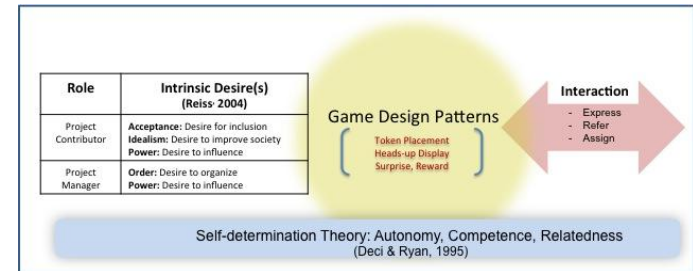 Role
Intrinsic Desire(s)
(Reiss, 2004)
Project
Contributor
Acceptance: Desire for inclusion
Idealism: Desire to improve society
Power: Desire to influence
Project
Manager
Order: Desire to organize
Power: Desire to influence
Game Design Patterns
Token Placement
Heads-up Display
Surprise, Reward
Interaction
- Express
- Refer
- Assign
Self-determination Theory: Autonomy, Competence, Relatedness
(Deci & Ryan, 1995)